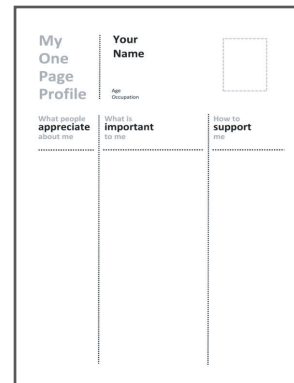 My
One
Page
Profile
Your
Name
Age
Occupation
What people
appreciate
about me
What is
important
to me
How to
support
me